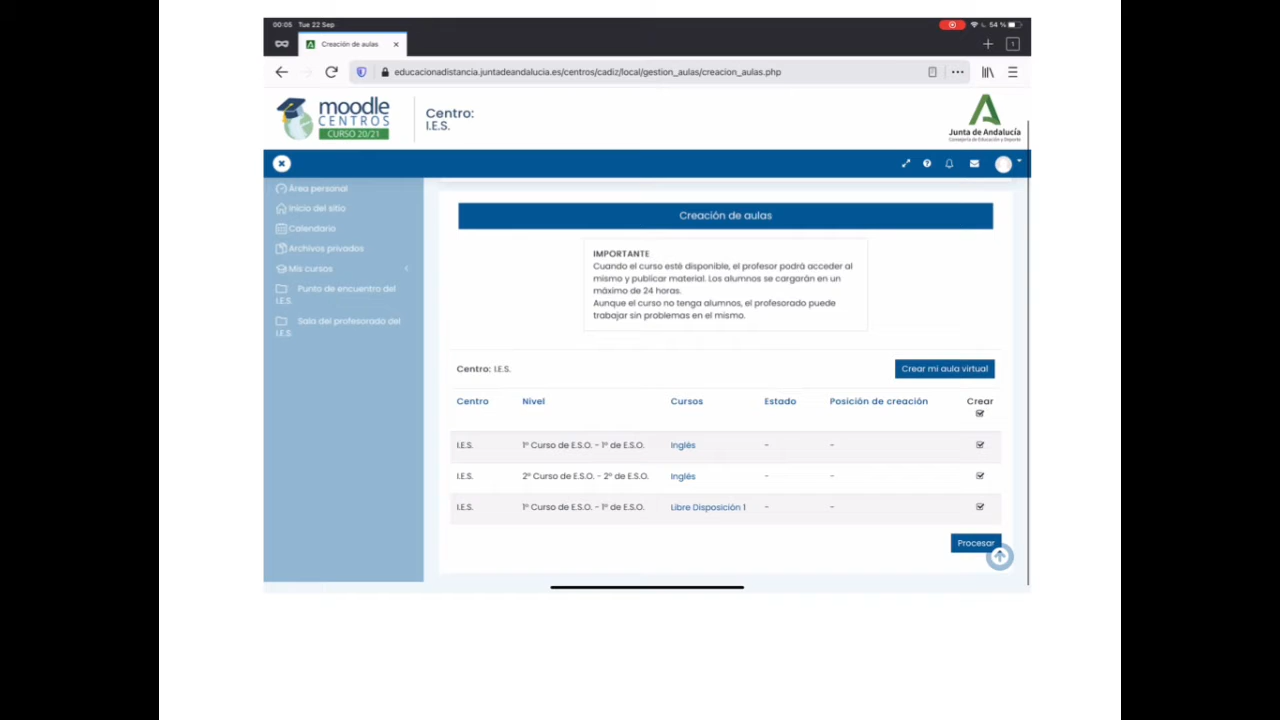 00:05 Tue 22 Sep
54 %
Creación de aulas
1
educacionadistancia.juntadeandalucia.es/centros/cadiz/local/gestion_aulas/creacion_aulas.php
moodle
CENTROS
CURSO 20/21
Centro:
I.E.S.
Junta de Andalucía
Consejería de Educación y Deporte
Área personal
Inicio del sitio
Calendario
Archivos privados
Mis cursos
Punto de encuentro del
I.E.S.
Sala del profesorado del
I.E.S.
Creación de aulas
IMPORTANTE
Cuando el curso esté disponible, el profesor podrá acceder al
mismo y publicar material. Los alumnos se cargarán en un
máximo de 24 horas.
Aunque el curso no tenga alumnos, el profesorado puede
trabajar sin problemas en el mismo.
Centro: I.E.S.
Crear mi aula virtual
Centro Nivel Cursos Estado Posición de creación Crear
I.E.S. 1º Curso de E.S.O. - 1º de E.S.O. Inglés - -
I.E.S. 2º Curso de E.S.O. - 2º de E.S.O. Inglés - -
I.E.S. 1º Curso de E.S.O. - 1º de E.S.O. Libre Disposición 1 - -
Procesar